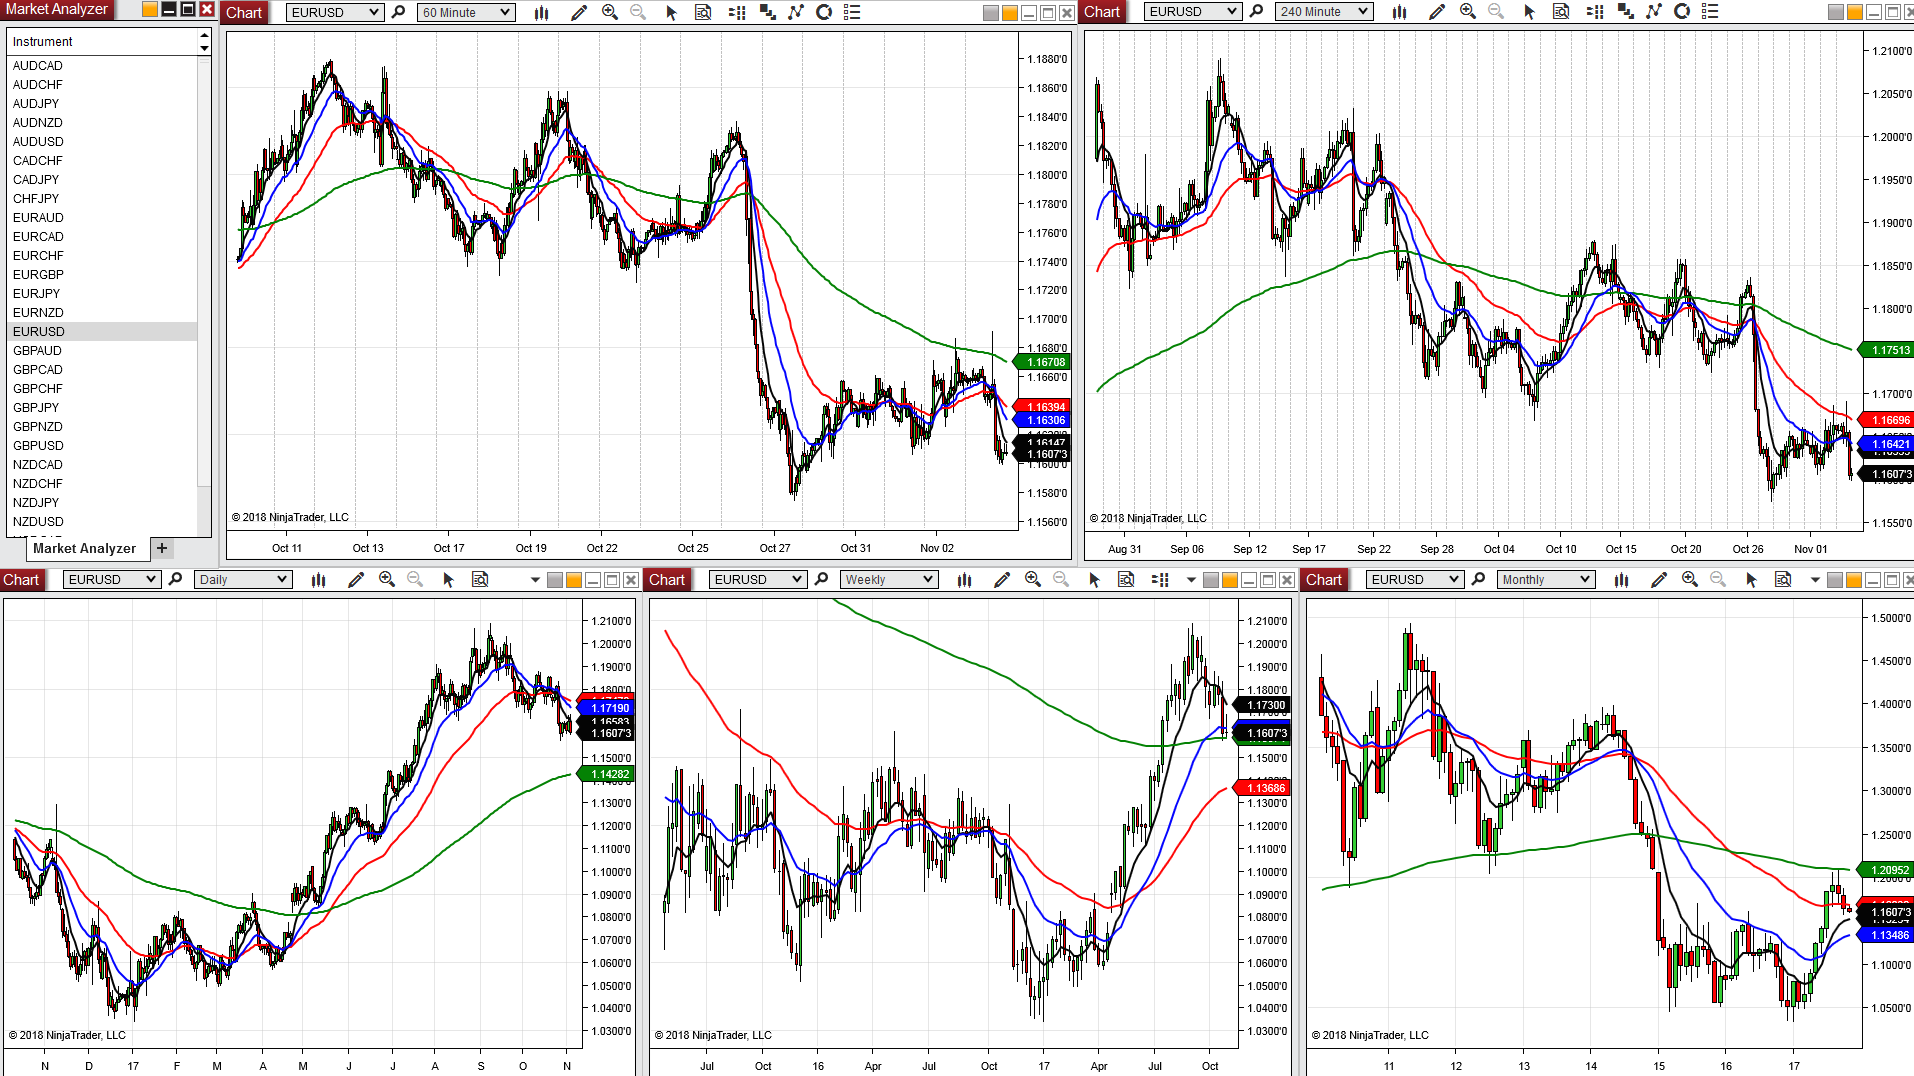 Market Analyzer
Instrument
AUDCAD
AUDCHF
AUDJPY
AUDNZD
AUDUSD
CADCHF
CADJPY
CHFJPY
EURAUD
EURCAD
EURCHF
EURGBP
EURJPY
EURNZD
EURUSD
GBPAUD
GBPCAD
GBPCHF
GBPJPY
GBPNZD
GBPUSD
NZDCAD
NZDCHF
NZDJPY
NZDUSD
Market Analyzer +
Chart EURUSD 60 Minute
1.1880'0
1.1860'0
1.1840'0
1.1820'0
1.1800'0
1.1780'0
1.1760'0
1.1740'0
1.1720'0
1.1700'0
1.1680'0
1.16708
1.1660'0
1.16394
1.16306
1.16147
1.1607'3
1.1600'0
1.1580'0
1.1560'0
© 2018 NinjaTrader, LLC
Oct 11 Oct 13 Oct 17 Oct 19 Oct 22 Oct 25 Oct 27 Oct 31 Nov 02
Chart EURUSD 240 Minute
1.2100'0
1.2050'0
1.2000'0
1.1950'0
1.1900'0
1.1850'0
1.1800'0
1.17513
1.1700'0
1.16696
1.16421
1.1607'3
1.1550'0
© 2018 NinjaTrader, LLC
Aug 31 Sep 06 Sep 12 Sep 17 Sep 22 Sep 28 Oct 04 Oct 10 Oct 15 Oct 20 Oct 26 Nov 01
Chart EURUSD Daily
1.2100'0
1.2000'0
1.1900'0
1.1800'0
1.17190
1.16583
1.1607'3
1.1500'0
1.14282
1.1300'0
1.1200'0
1.1100'0
1.1000'0
1.0900'0
1.0800'0
1.0700'0
1.0600'0
1.0500'0
1.0400'0
1.0300'0
© 2018 NinjaTrader, LLC
N D 17 F M A M J J A S O N
Chart EURUSD Weekly
1.2100'0
1.2000'0
1.1900'0
1.1800'0
1.17300
1.1607'3
1.1500'0
1.13686
1.1300'0
1.1200'0
1.1100'0
1.1000'0
1.0900'0
1.0800'0
1.0700'0
1.0600'0
1.0500'0
1.0400'0
1.0300'0
© 2018 NinjaTrader, LLC
Jul Oct 16 Apr Jul Oct 17 Apr Jul Oct
Chart EURUSD Monthly
1.5000'0
1.4500'0
1.4000'0
1.3500'0
1.3000'0
1.2500'0
1.20952
1.1607'3
1.13486
1.1000'0
1.0500'0
© 2018 NinjaTrader, LLC
11 12 13 14 15 16 17